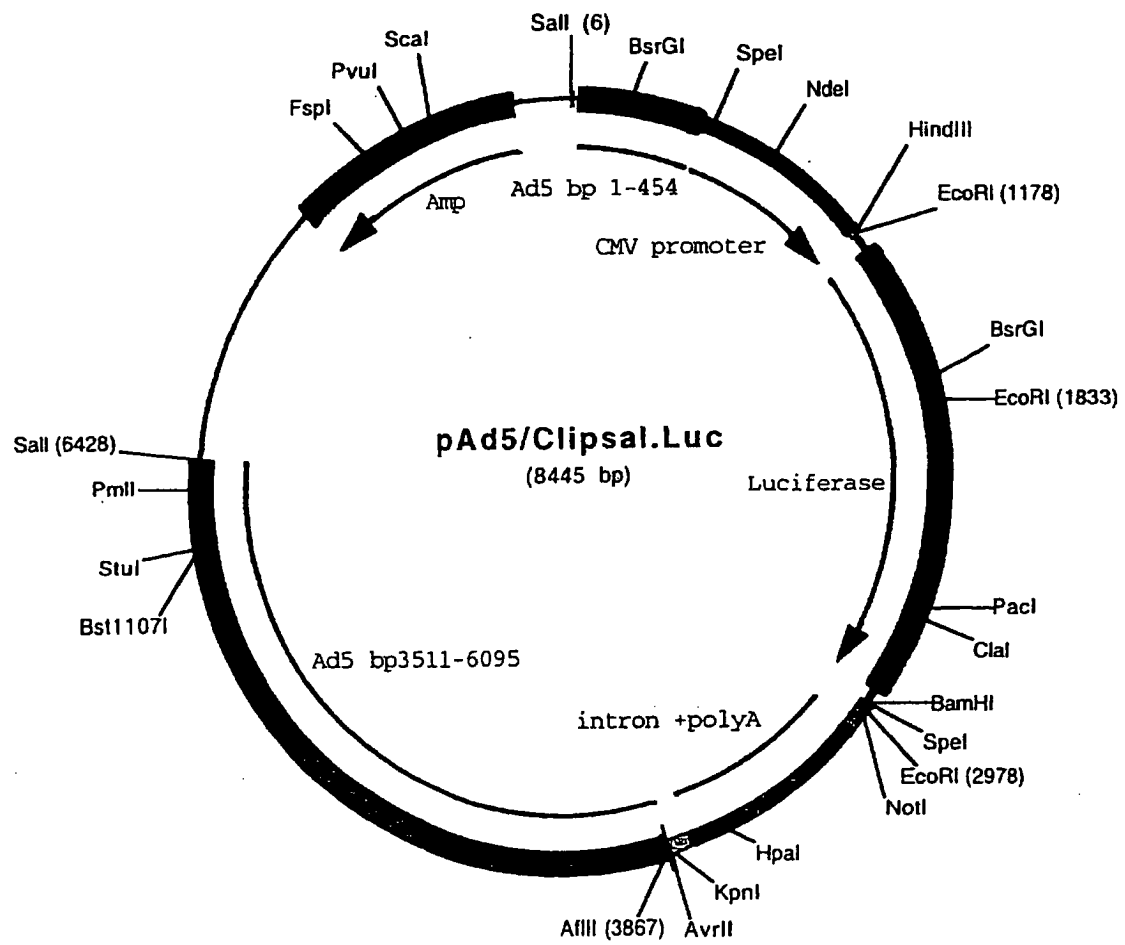 SalI (6)
BsrGI
SpeI
NdeI
HindIII
EcoRI (1178)
BsrGI
EcoRI (1833)
PacI
ClaI
BamHI
SpeI
EcoRI (2978)
NotI
HpaI
KpnI
AvrII
AflII (3867)
Bst1107I
StuI
PmlI
SalI (6428)
FspI
PvuI
ScaI
Amp
Ad5 bp 1-454
CMV promoter
Luciferase
intron +polyA
Ad5 bp3511-6095
pAd5/Clipsal.Luc
(8445 bp)